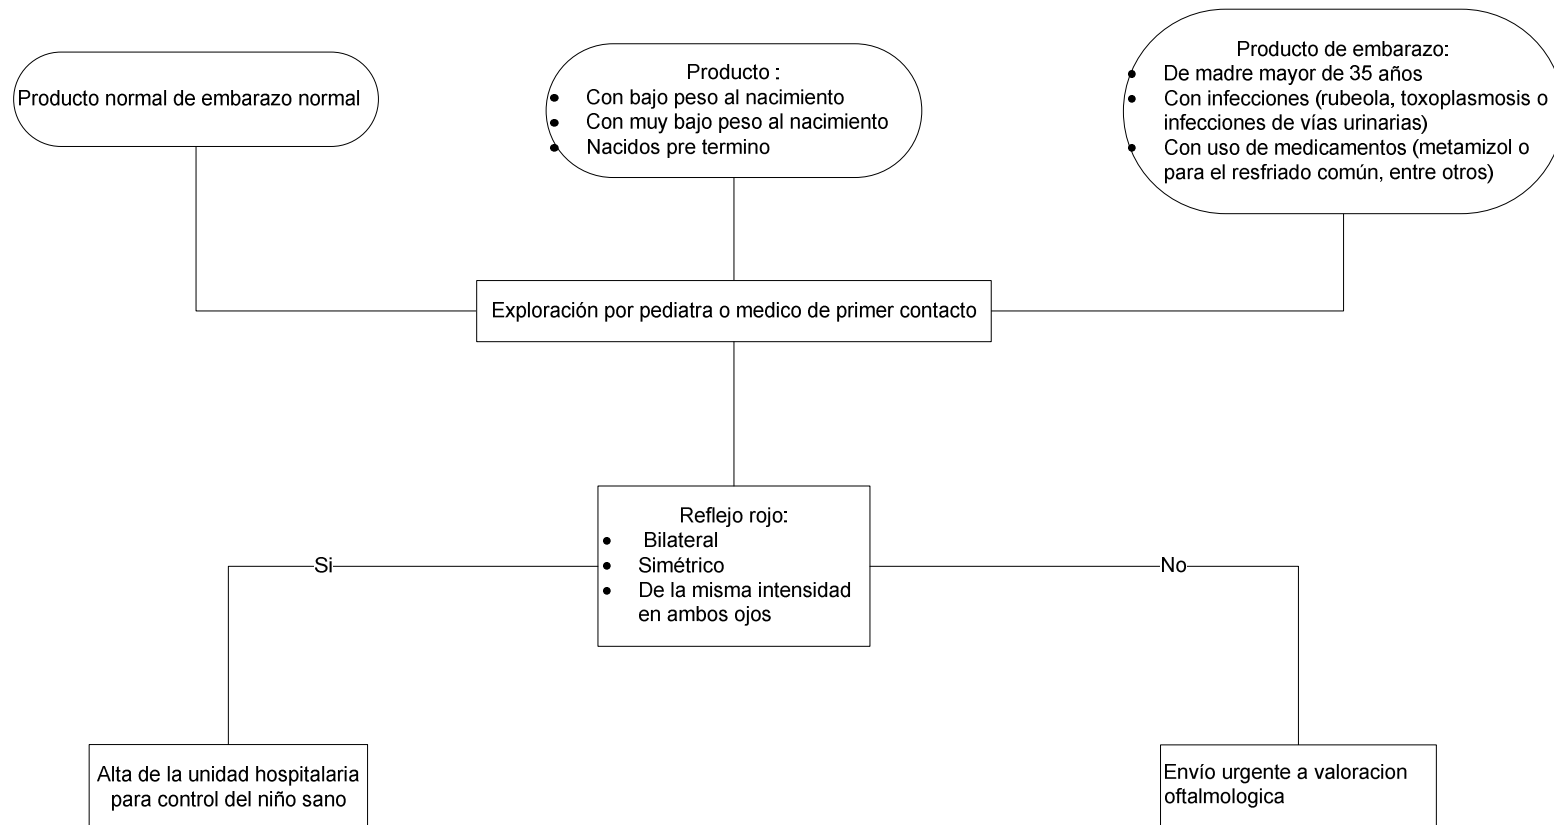 Producto normal de embarazo normal
Producto :
• Con bajo peso al nacimiento
• Con muy bajo peso al nacimiento
• Nacidos pre termino
Producto de embarazo:
• De madre mayor de 35 años
• Con infecciones (rubeola, toxoplasmosis o
infecciones de vías urinarias)
• Con uso de medicamentos (metamizol o
para el resfriado común, entre otros)
Exploración por pediatra o medico de primer contacto
Reflejo rojo:
• Bilateral
• Simétrico
• De la misma intensidad
en ambos ojos
Si
No
Alta de la unidad hospitalaria
para control del niño sano
Envío urgente a valoracion
oftalmologica